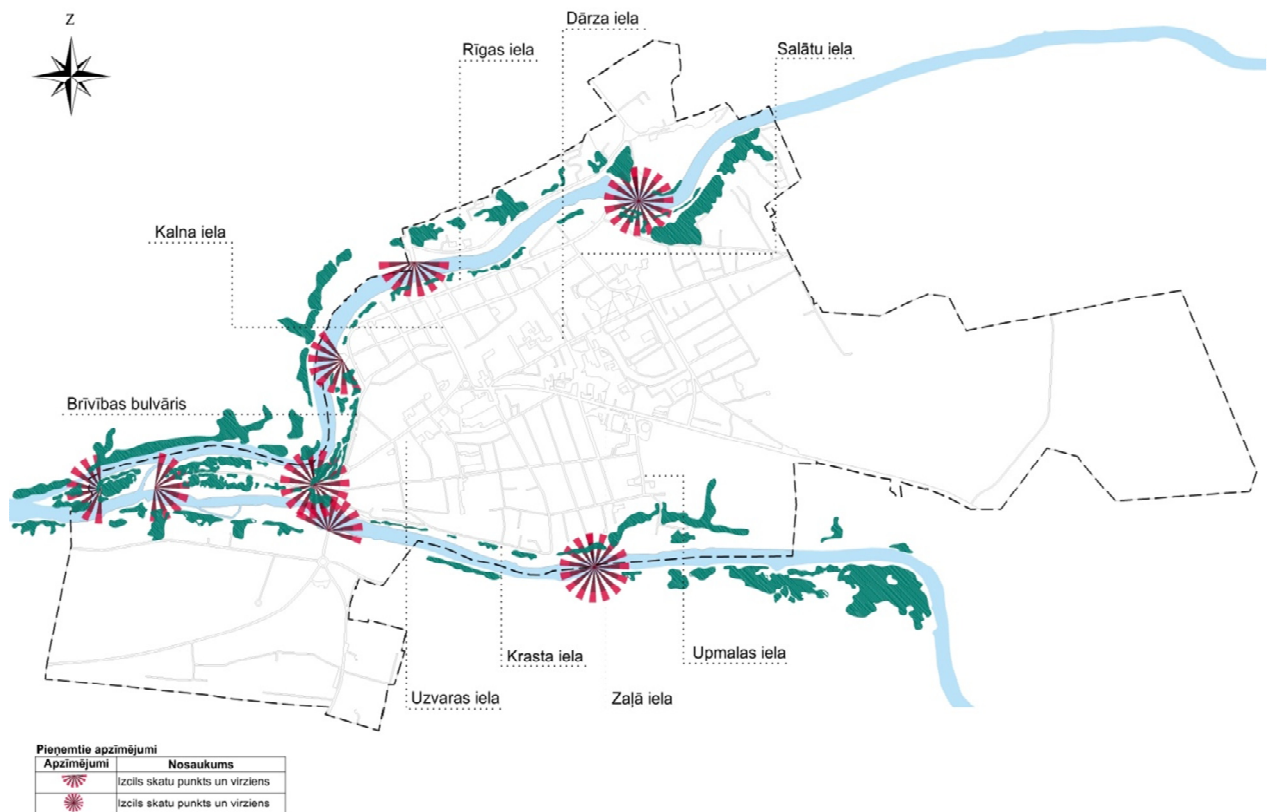 Z
Dārza iela
Rīgas iela
Salātu iela
Kalna iela
Brīvības bulvāris
Krasta iela
Upmalas iela
Uzvaras iela
Zaļā iela
Pieņemtie apzīmējumi
Apzīmējumi Nosaukums
Izcils skatu punkts un virziens
Izcils skatu punkts un virziens